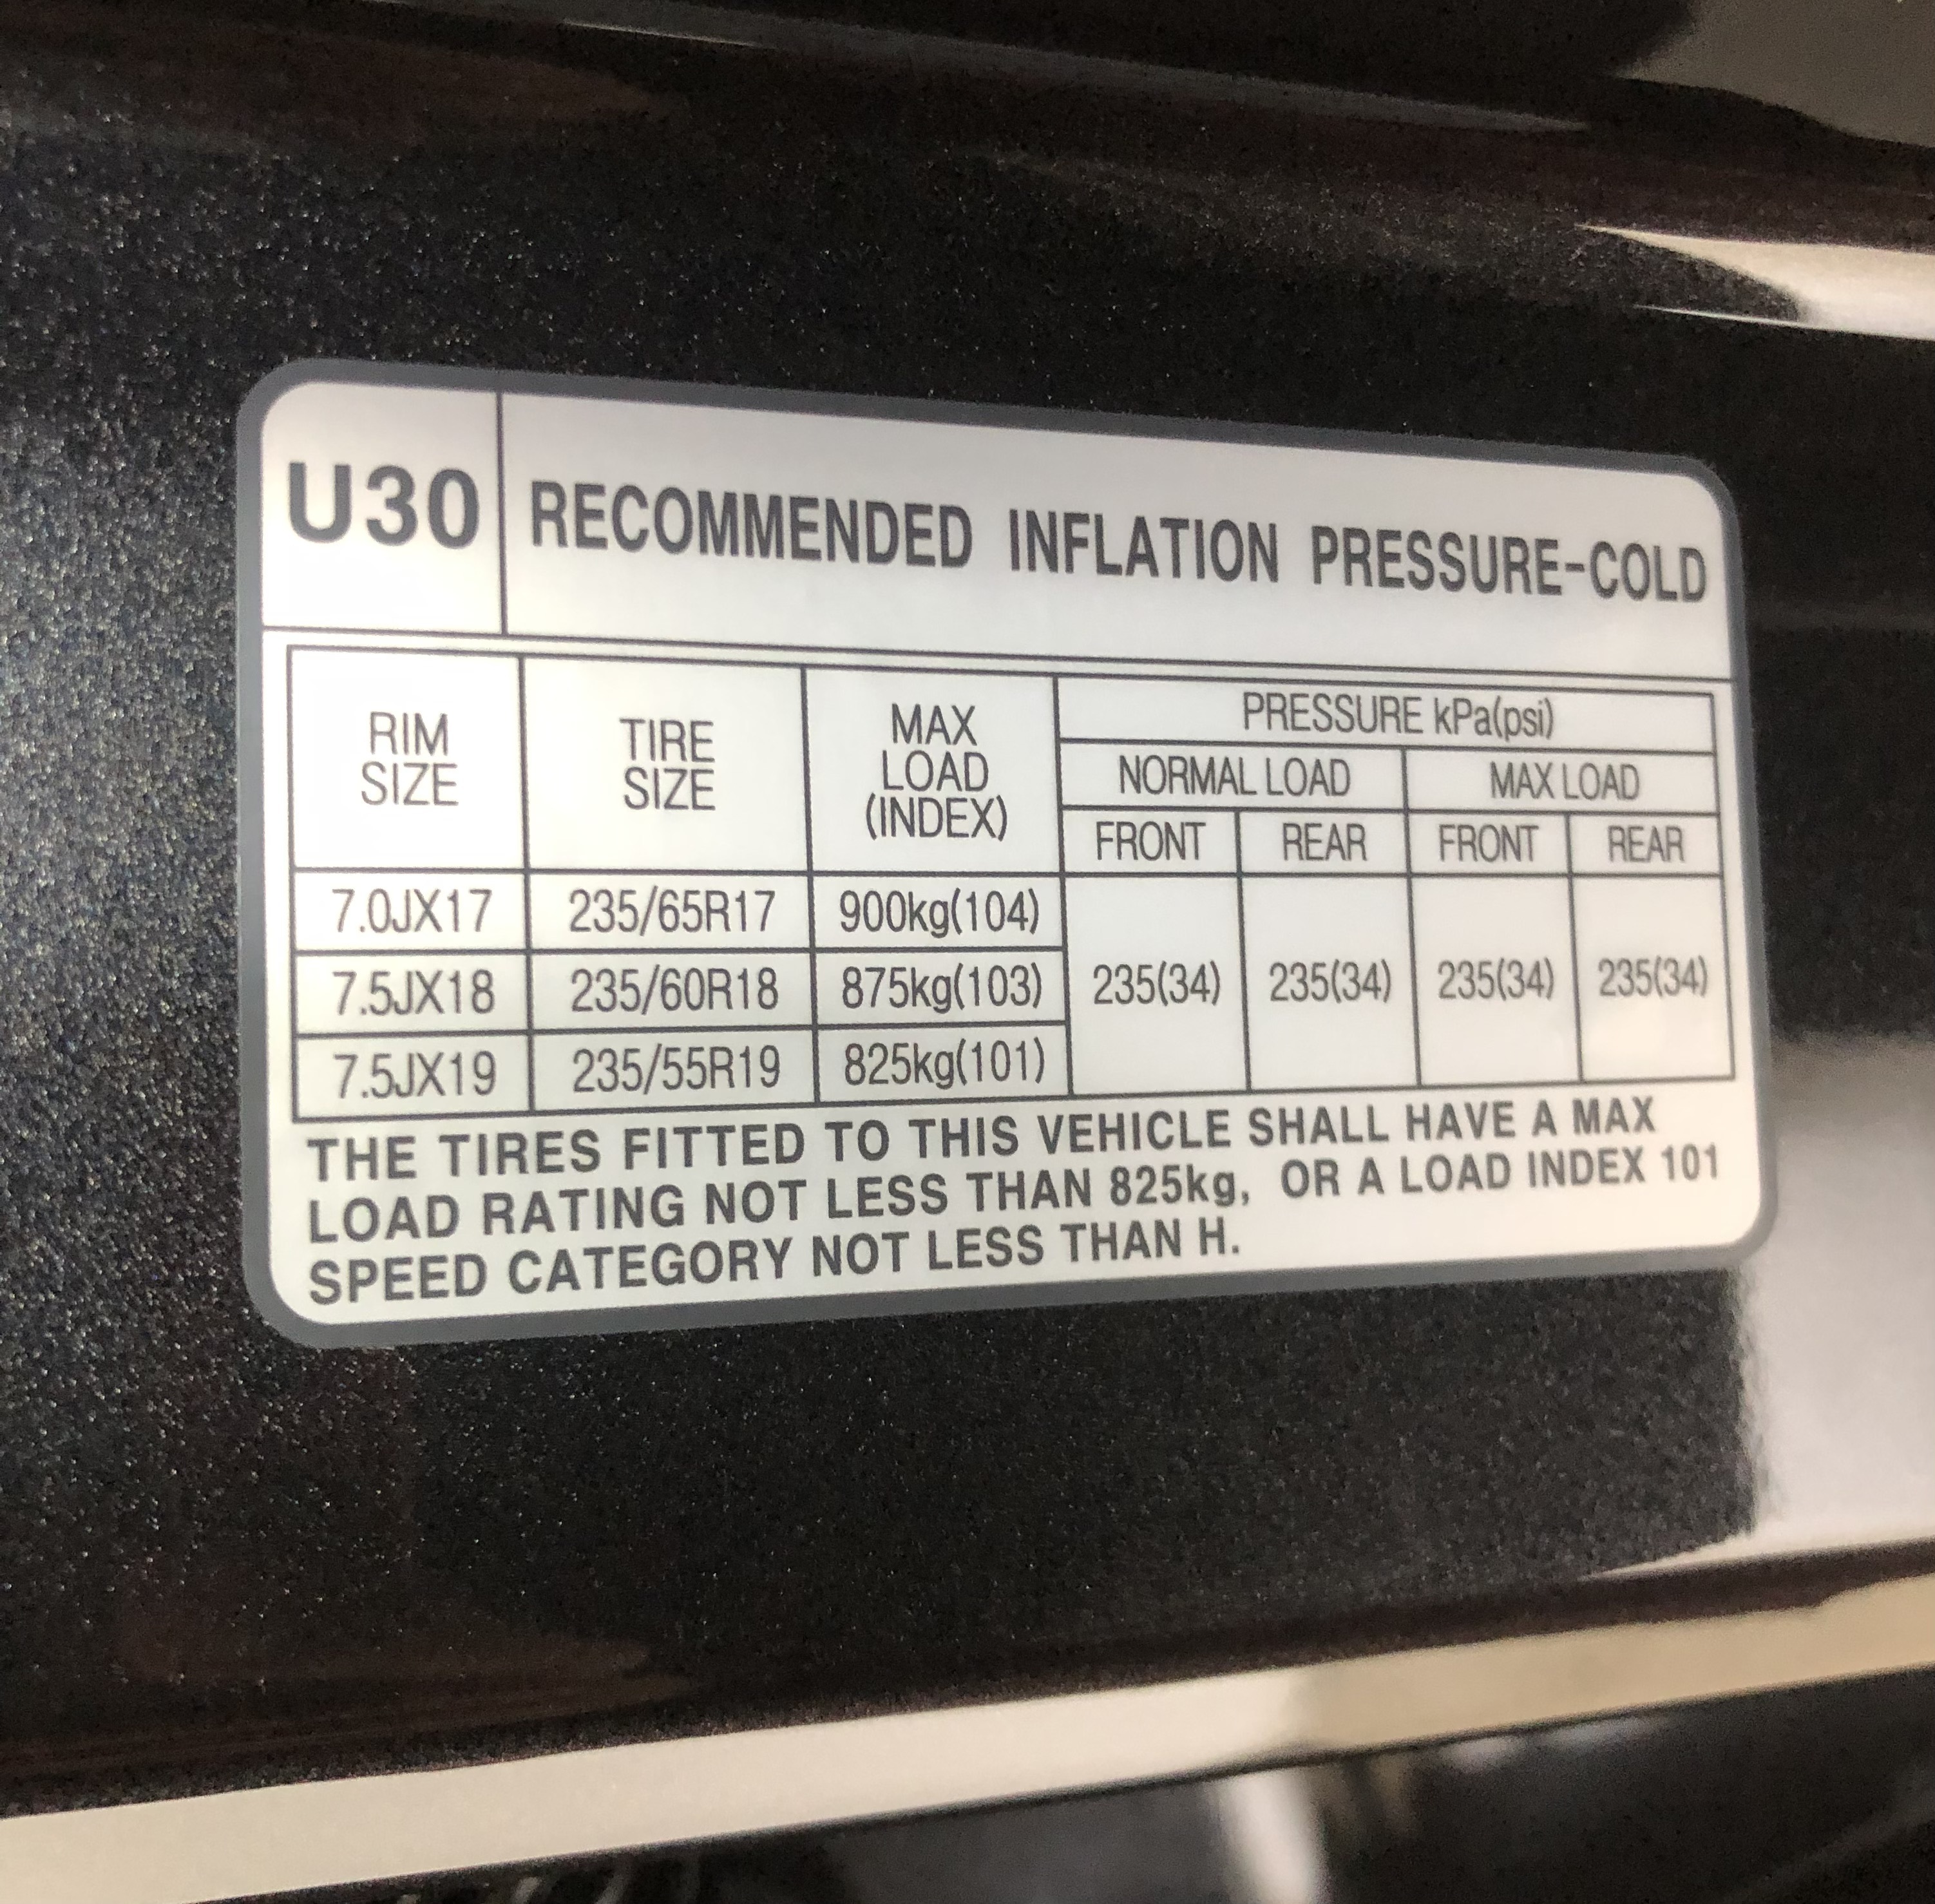 U30 RECOMMENDED INFLATION PRESSURE-COLD
RIM SIZE TIRE SIZE MAX LOAD (INDEX) PRESSURE kPa(psi)
NORMAL LOAD MAX LOAD
FRONT REAR FRONT REAR
7.0JX17 235/65R17 900kg(104)
7.5JX18 235/60R18 875kg(103) 235(34) 235(34) 235(34) 235(34)
7.5JX19 235/55R19 825kg(101)
THE TIRES FITTED TO THIS VEHICLE SHALL HAVE A MAX
LOAD RATING NOT LESS THAN 825kg, OR A LOAD INDEX 101
SPEED CATEGORY NOT LESS THAN H.